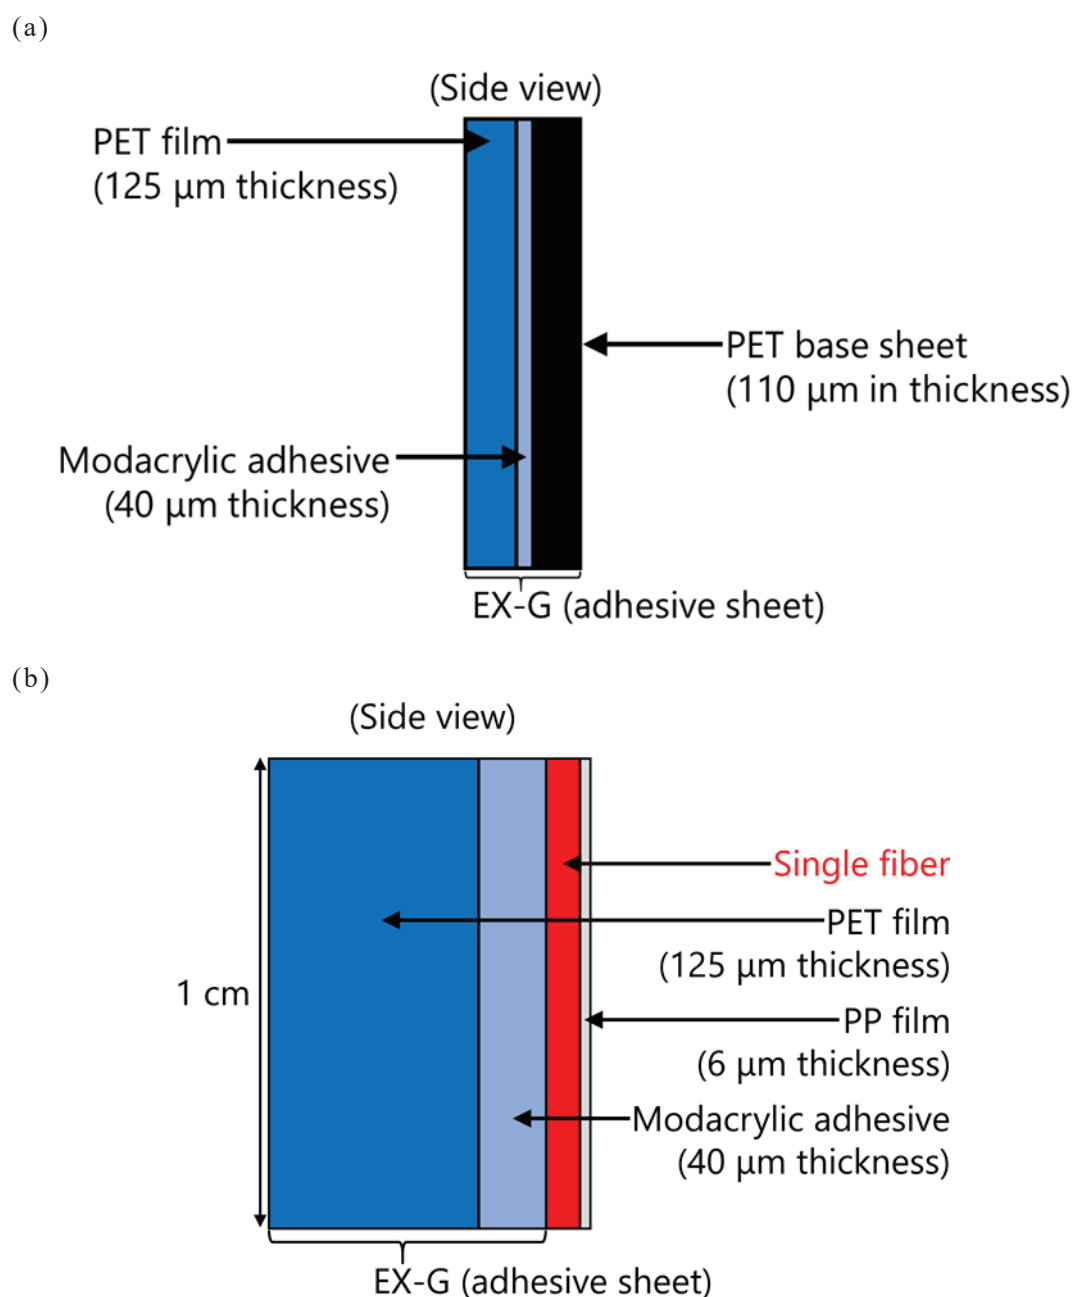 (a)
(Side view)
PET film
(125 μm thickness)
PET base sheet
(110 μm in thickness)
Modacrylic adhesive
(40 μm thickness)
EX-G (adhesive sheet)
(b)
(Side view)
Single fiber
PET film
(125 μm thickness)
1 cm
PP film
(6 μm thickness)
Modacrylic adhesive
(40 μm thickness)
EX-G (adhesive sheet)